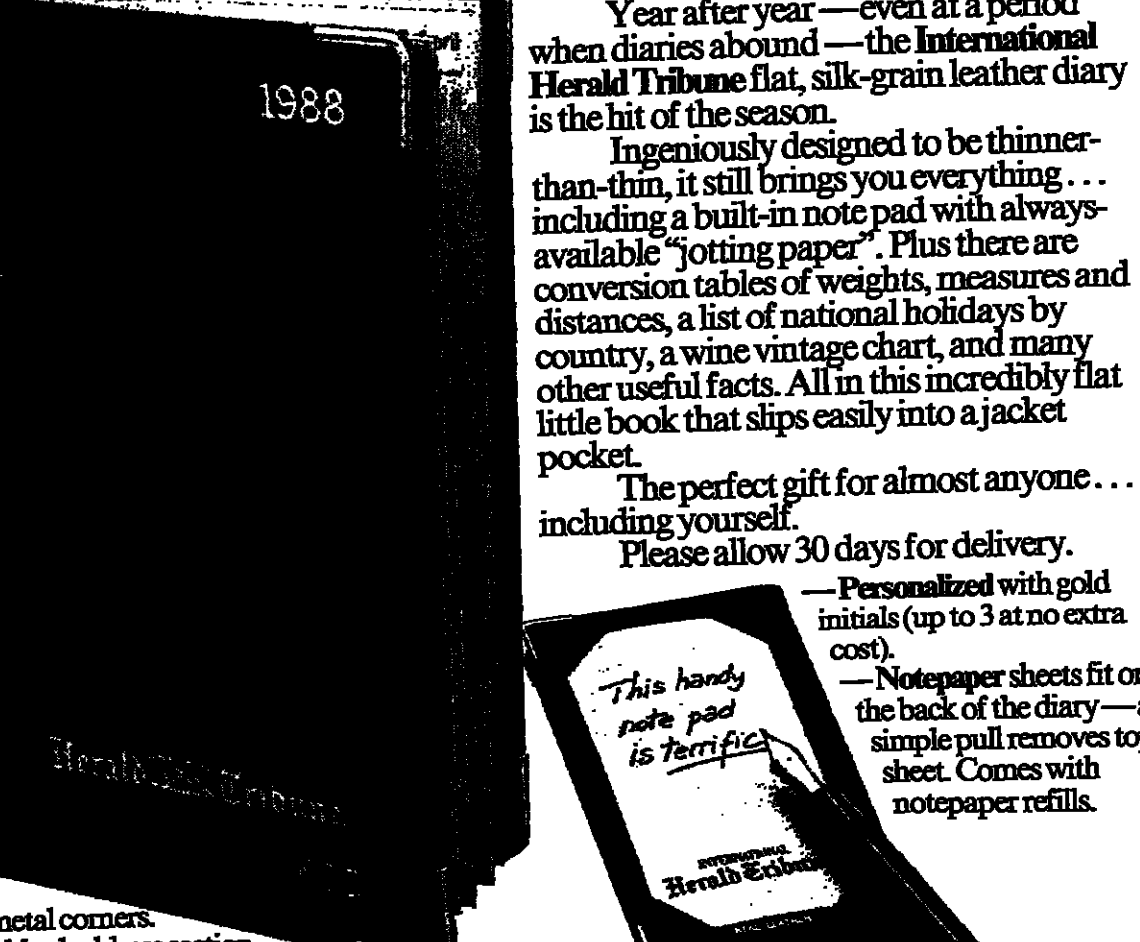 Year after year—even at a period
when diaries abound—the International
Herald Tribune flat, silk-grain leather diary
is the hit of the season.
Ingeniously designed to be thinner-
than-thin, it still brings you everything...
including a built-in note pad with always-
available “jotting paper”. Plus there are
conversion tables of weights, measures and
distances, a list of national holidays by
country, a wine vintage chart, and many
other useful facts. All in this incredibly flat
little book that slips easily into a jacket
pocket.
The perfect gift for almost anyone...
including yourself.
Please allow 30 days for delivery.
—Personalized with gold
initials (up to 3 at no extra
cost).
—Notepaper sheets fit on
the back of the diary—a
simple pull removes top
sheet. Comes with
notepaper refills.
1988
Herald Tribune
This handy
note pad
is terrific
INTERNATIONAL
Herald Tribune
metal corners.